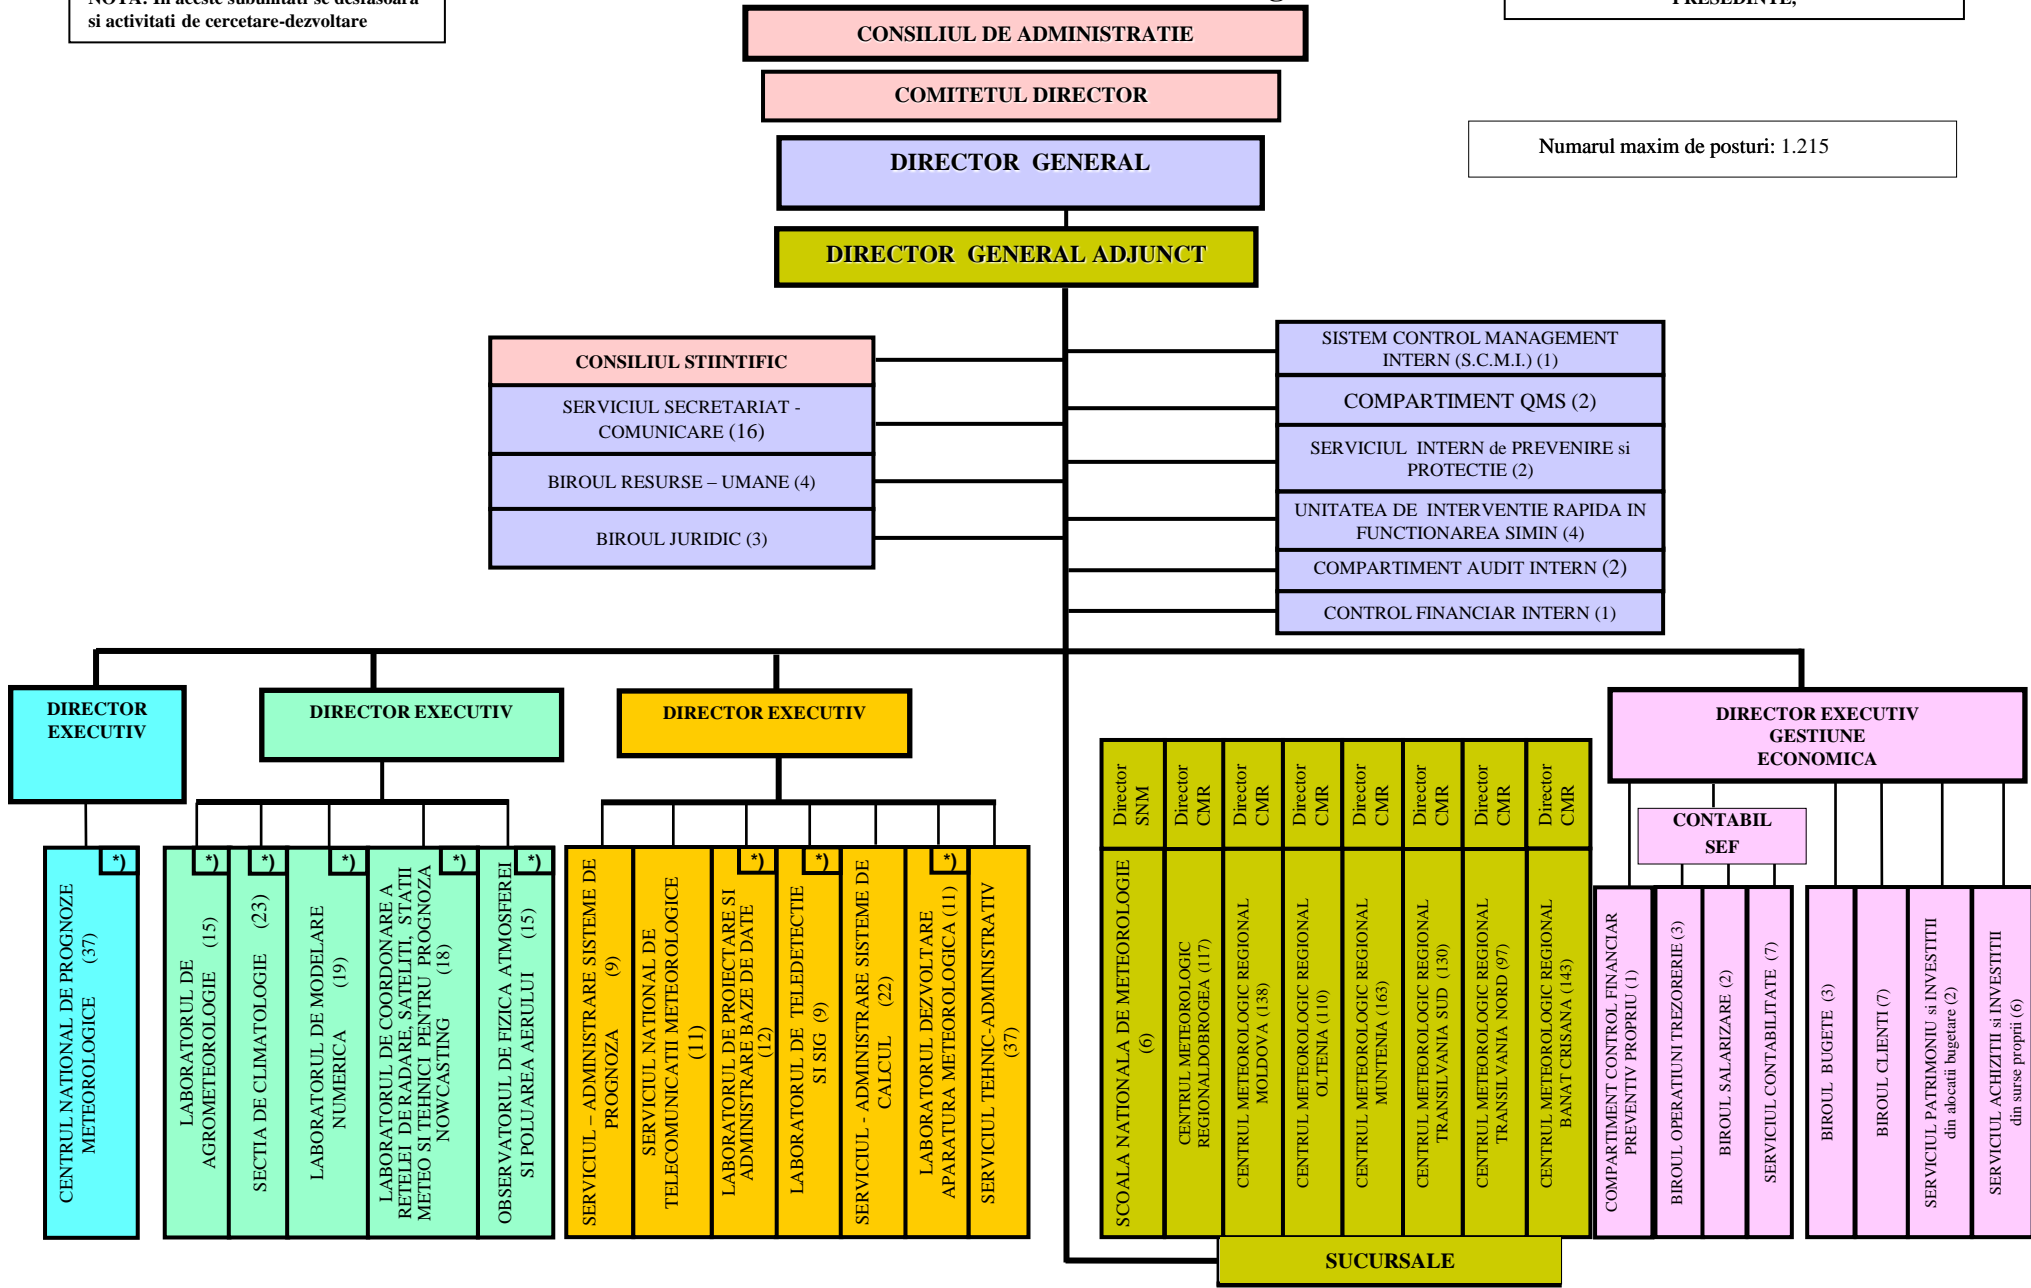 NOTA: In aceste subunitati se desfasoara
si activitati de cercetare-dezvoltare
PRESEDINTE,
CONSILIUL DE ADMINISTRATIE
COMITETUL DIRECTOR
DIRECTOR GENERAL
Numarul maxim de posturi: 1.215
DIRECTOR GENERAL ADJUNCT
CONSILIUL STIINTIFIC
SERVICIUL SECRETARIAT -
COMUNICARE (16)
BIROUL RESURSE – UMANE (4)
BIROUL JURIDIC (3)
SISTEM CONTROL MANAGEMENT
INTERN (S.C.M.I.) (1)
COMPARTIMENT QMS (2)
SERVICIUL INTERN de PREVENIRE si
PROTECTIE (2)
UNITATEA DE INTERVENTIE RAPIDA IN
FUNCTIONAREA SIMIN (4)
COMPARTIMENT AUDIT INTERN (2)
CONTROL FINANCIAR INTERN (1)
DIRECTOR
EXECUTIV
DIRECTOR EXECUTIV
DIRECTOR EXECUTIV
DIRECTOR EXECUTIV
GESTIUNE
ECONOMICA
CONTABIL
SEF
*)
CENTRUL NATIONAL DE PROGNOZE
METEOROLOGICE (37)
*)
LABORATORUL DE
AGROMETEOROLOGIE (15)
*)
SECTIA DE CLIMATOLOGIE (23)
*)
LABORATORUL DE MODELARE
NUMERICA (19)
*)
LABORATORUL DE COORIDONARE A
RETELEI DE RADARE, SATELITI, STATII
METEO SI TEHNICI PENTRU PROGNOZA
NOWCASTING (18)
*)
OBSERVATORUL DE FIZICA ATMOSFEREI
SI POLUAREA AERULUI (15)
SERVICIUL – ADMINISTRARE SISTEME DE
PROGNOZA (9)
SERVICIUL NATIONAL DE
TELECOMUNICATII METEOROLOGICE
(11)
*)
LABORATORUL DE PROIECTARE SI
ADMINISTRARE BAZE DE DATE
(12)
*)
LABORATORUL DE TELEDETECTIE
SI SIG (9)
SERVICIUL - ADMINISTRARE SISTEME DE
CALCUL (22)
*)
LABORATORUL DEZVOLTARE
APARATURA METEOROLOGICA (11)
SERVICIUL TEHNIC-ADMINISTRATIV
(37)
Director
SNM
SCOALA NATIONALA DE METEOROLOGIE
(6)
Director
CMR
CENTRUL METEOROLOGIC
REGIONALDOBROGEA (117)
Director
CMR
CENTRUL METEOROLOGIC REGIONAL
MOLDOVA (138)
Director
CMR
CENTRUL METEOROLOGIC REGIONAL
OLTENIA (110)
Director
CMR
CENTRUL METEOROLOGIC REGIONAL
MUNTENIA (163)
Director
CMR
CENTRUL METEOROLOGIC REGIONAL
TRANSILVANIA SUD (130)
Director
CMR
CENTRUL METEOROLOGIC REGIONAL
TRANSILVANIA NORD (97)
Director
CMR
CENTRUL METEOROLOGIC REGIONAL
BANAT CRISANA (143)
COMPARTIMENT CONTROL FINANCIAR
PREVENTIV PROPRIU (1)
BIROUL OPERATIUNI TREZORERIE (3)
BIROUL SALARIZARE (2)
SERVICIUL CONTABILITATE (7)
BIROUL BUGETE (3)
BIROUL CLIENTI (7)
SERVICIUL PATRIMONIU si INVESTITII
din alocatii bugetare (2)
SERVICIUL ACHIZITII si INVESTITII
din surse proprii (6)
SUCURSALE